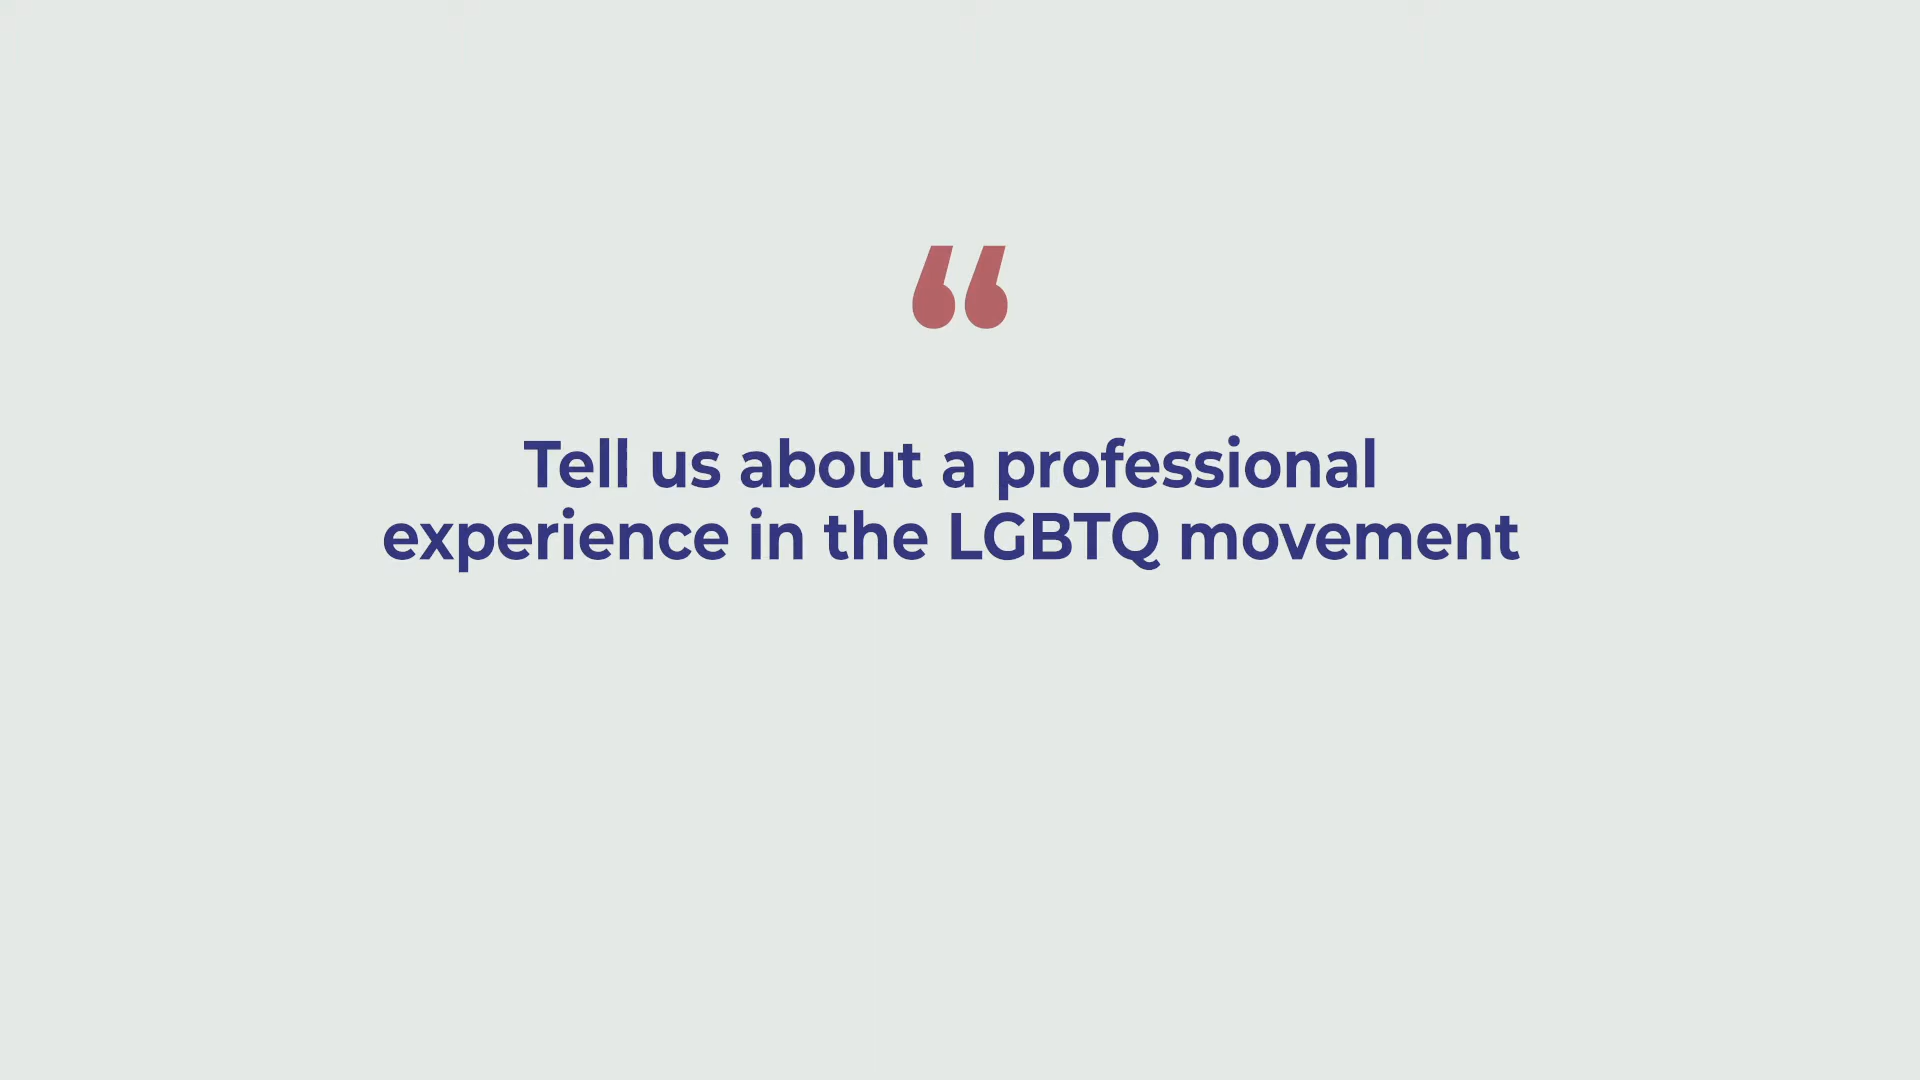 “
Tell us about a professional
experience in the LGBTQ movement